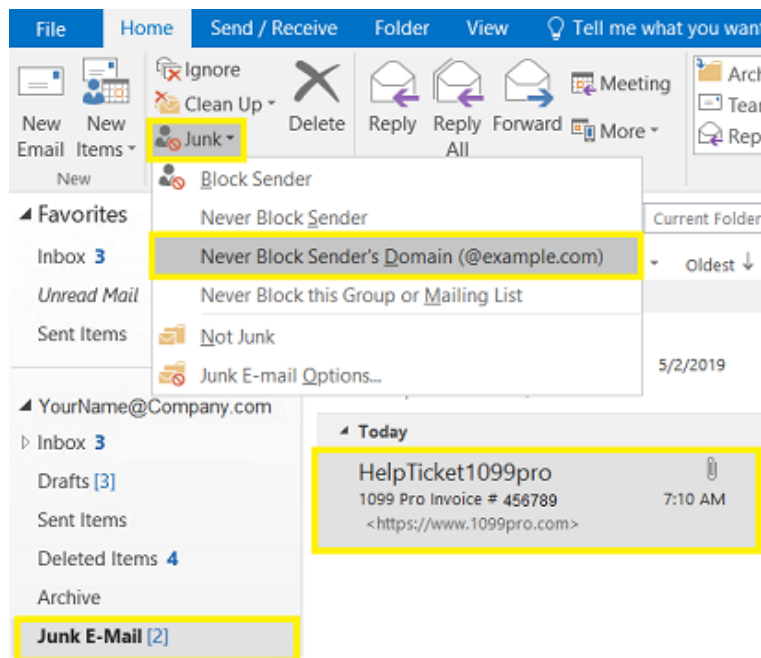 File Home Send / Receive Folder View Tell me what you want
Ignore
Clean Up
Junk
New Email
New Items
Delete
Reply
Reply All
Forward
Meeting
More
Arc
Tea
Rep
New
Block Sender
Never Block Sender
Never Block Sender's Domain (@example.com)
Never Block this Group or Mailing List
Not Junk
Junk E-mail Options...
Favorites
Inbox 3
Unread Mail
Sent Items
YourName@Company.com
Inbox 3
Drafts [3]
Sent Items
Deleted Items 4
Archive
Junk E-Mail [2]
Current Folder
Oldest ↓
5/2/2019
Today
HelpTicket1099pro
1099 Pro Invoice # 456789 7:10 AM
<https://www.1099pro.com>